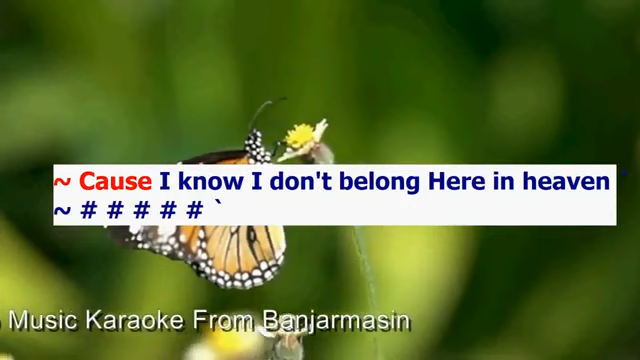 ~ Cause I know I don't belong Here in heaven `
~ # # # # # `
Music Karaoke From Banjarmasin